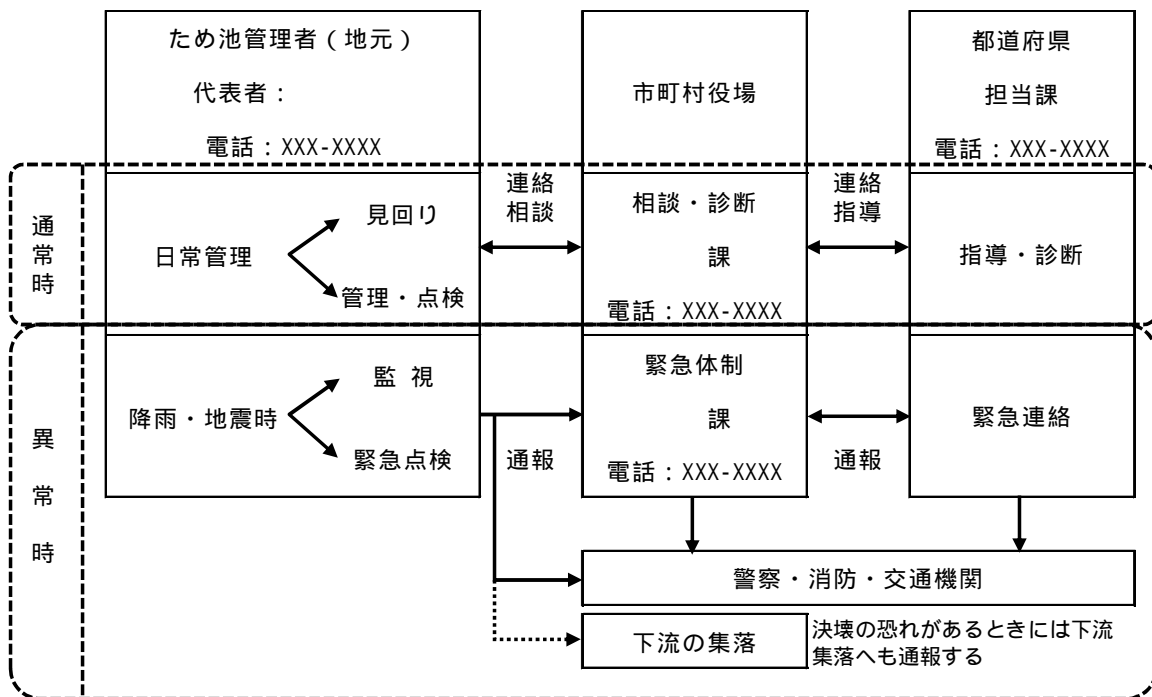 ため池管理者（地元）
代表者：
電話：XXX-XXXX
市町村役場
都道府県
担当課
電話：XXX-XXXX
通常時
日常管理
見回り
管理・点検
連絡
相談
相談・診断
課
電話：XXX-XXXX
連絡
指導
指導・診断
異常時
降雨・地震時
監 視
緊急点検
通報
緊急体制
課
電話：XXX-XXXX
通報
緊急連絡
警察・消防・交通機関
下流の集落
決壊の恐れがあるときには下流
集落へも通報する